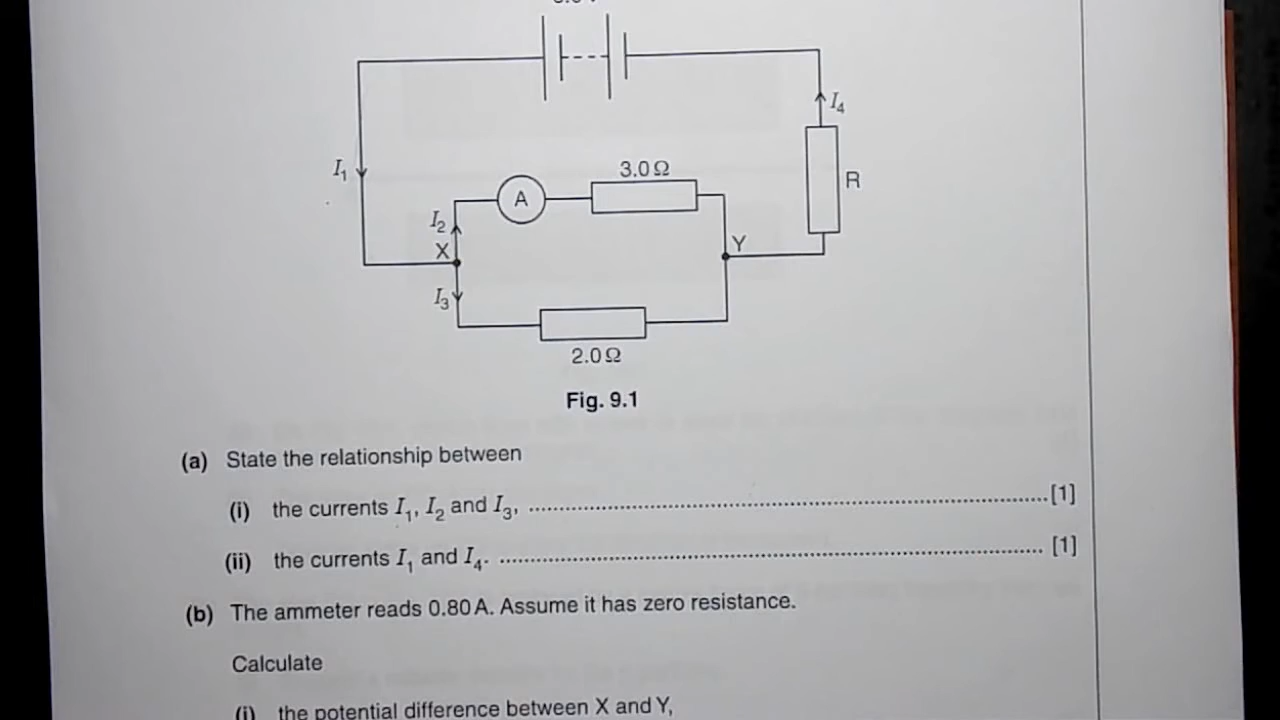 I₄
3.0Ω
I₁
R
A
I₂
X
Y
I₃
2.0Ω
Fig. 9.1
(a) State the relationship between
(i) the currents I₁, I₂ and I₃, ........................................ [1]
(ii) the currents I₁ and I₄. ........................................ [1]
(b) The ammeter reads 0.80 A. Assume it has zero resistance.
Calculate
(i) the potential difference between X and Y,